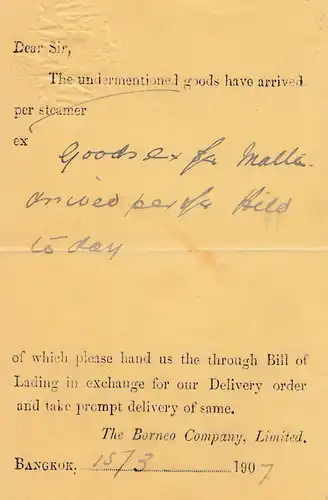 Dear Sir,
The undermentioned goods have arrived
per steamer
ex
Goods ex for Malta
arrived per for Hild
to day
of which please hand us the through Bill of
Lading in exchange for our Delivery order
and take prompt delivery of same.
The Borneo Company, Limited.
BANGKOK, 15/3 1907